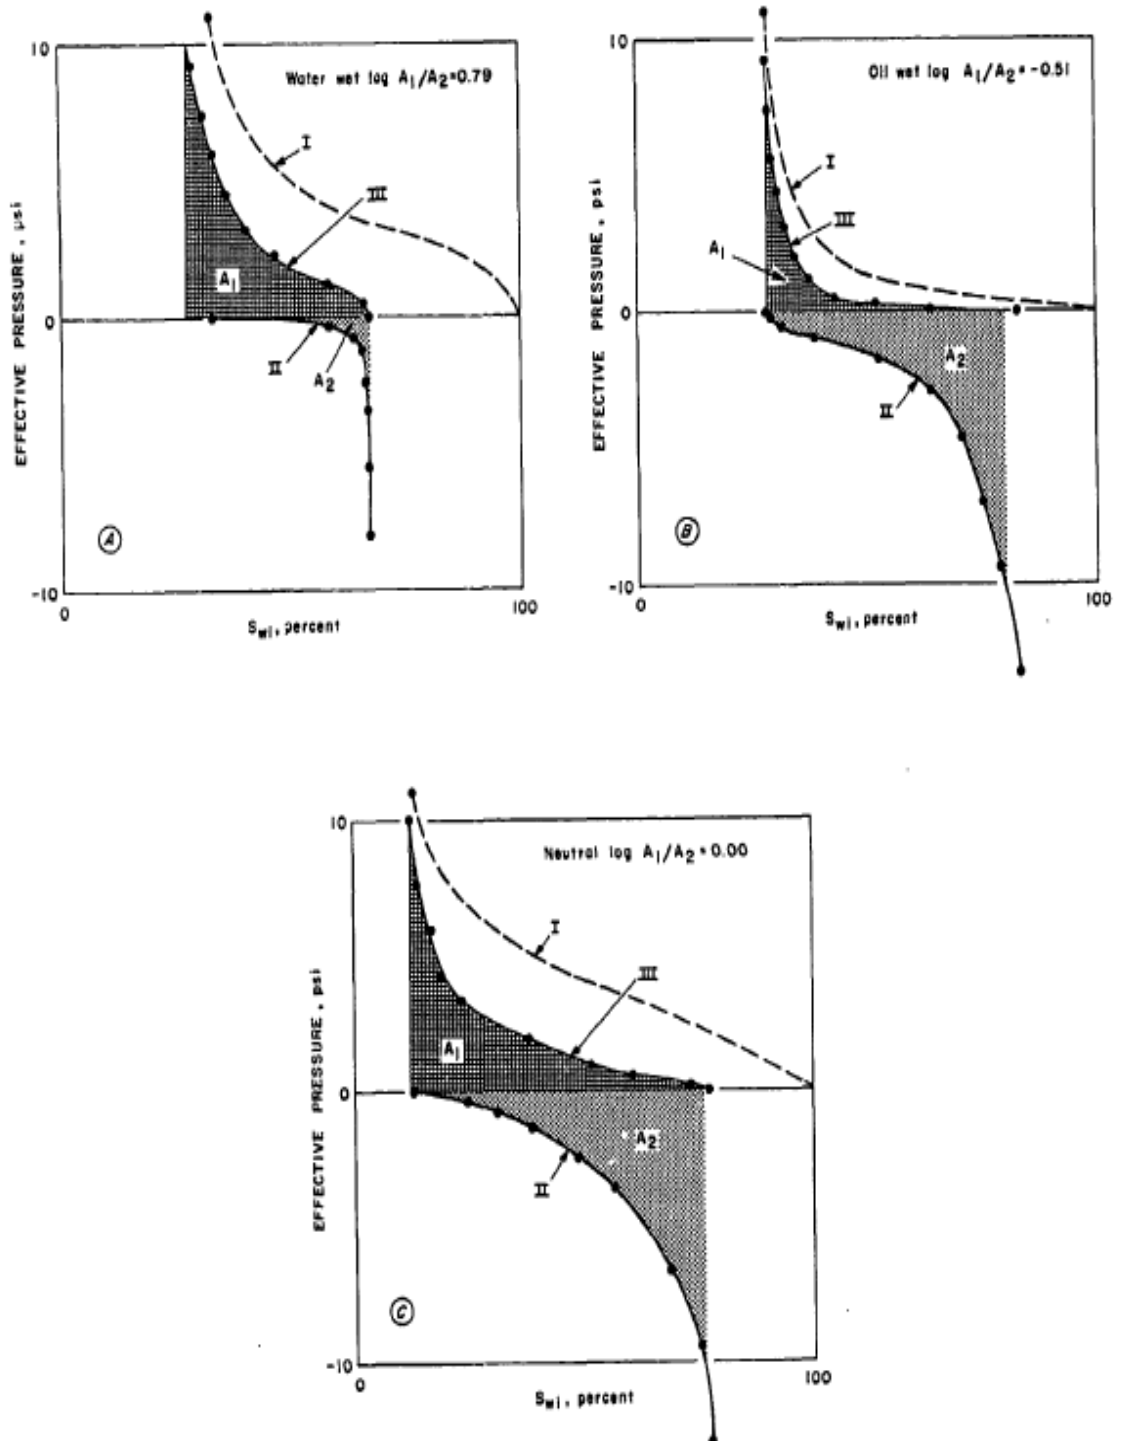 10
Water wet log A1/A2=0.79
I
III
EFFECTIVE PRESSURE, psi
A1
0
II
A2
A
-10
0
100
Swi, percent
10
Oil wet log A1/A2=-0.51
I
III
EFFECTIVE PRESSURE, psi
A1
0
A2
II
B
-10
0
100
Swi, percent
10
Neutral log A1/A2=0.00
I
III
EFFECTIVE PRESSURE, psi
A1
0
A2
II
C
-10
0
100
Swi, percent